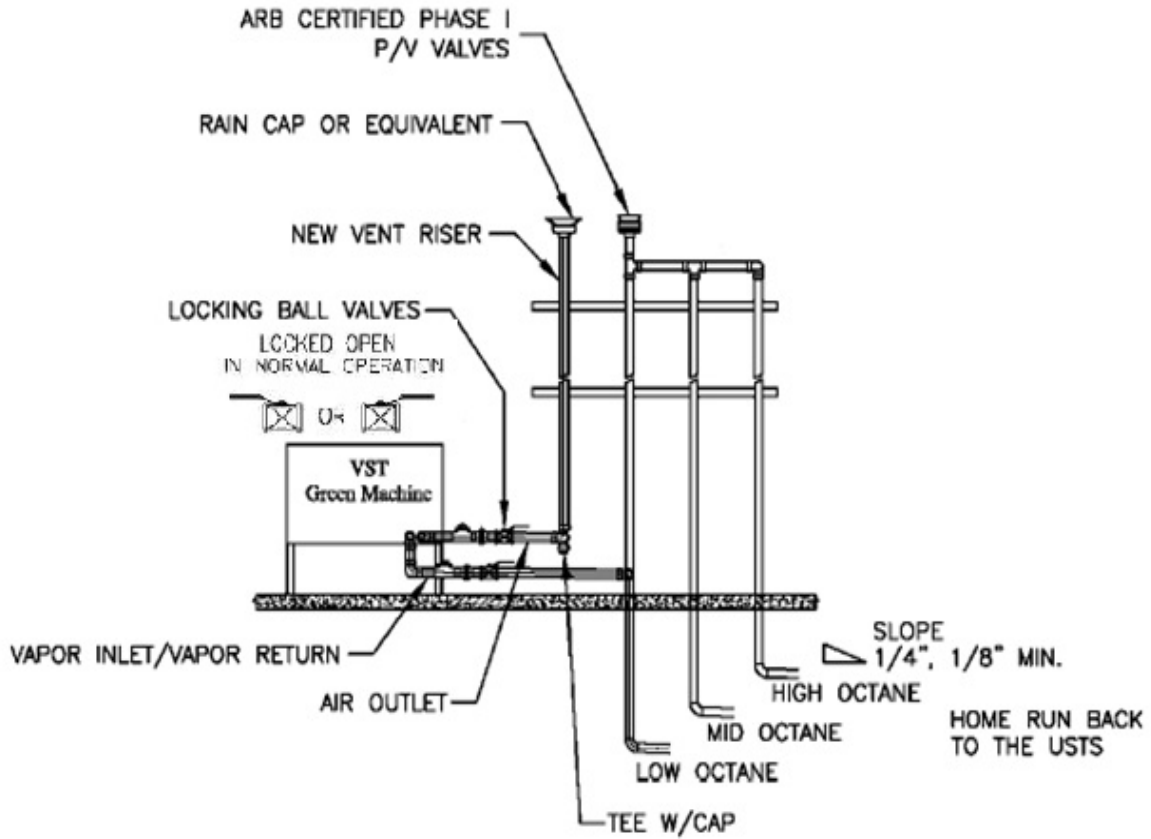 ARB CERTIFIED PHASE I
P/V VALVES
RAIN CAP OR EQUIVALENT
NEW VENT RISER
LOCKING BALL VALVES
LOCKED OPEN
IN NORMAL OPERATION
OR
VST
Green Machine
VAPOR INLET/VAPOR RETURN
AIR OUTLET
SLOPE
1/4", 1/8" MIN.
HIGH OCTANE
MID OCTANE
HOME RUN BACK
TO THE USTS
LOW OCTANE
TEE W/CAP